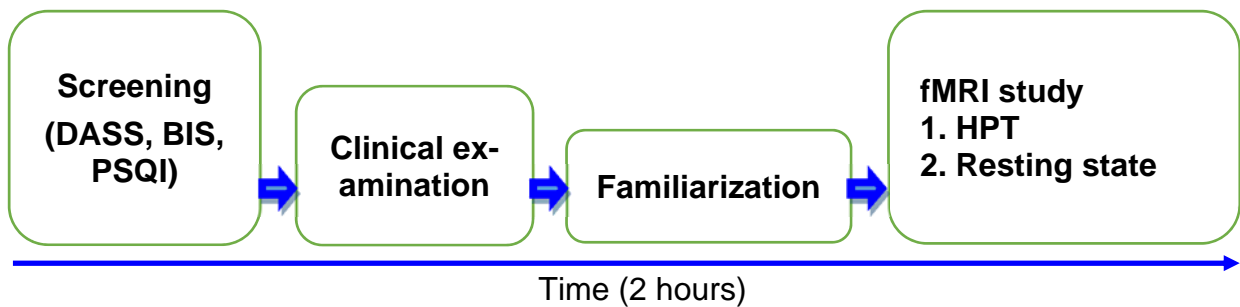 Screening
(DASS, BIS,
PSQI)
Clinical ex-
amination
Familiarization
fMRI study
1. HPT
2. Resting state
Time (2 hours)